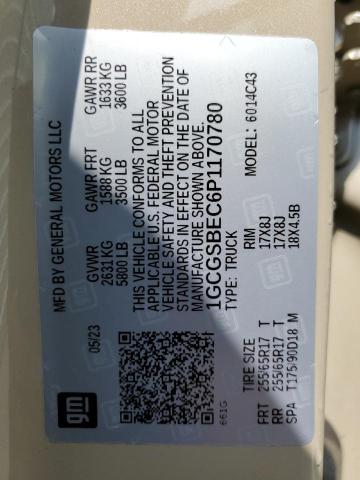 gm
MFD BY GENERAL MOTORS LLC
05/23
GVWR GAWR FRT GAWR RR
2631 KG 1588 KG 1633 KG
5800 LB 3500 LB 3600 LB
THIS VEHICLE CONFORMS TO ALL
APPLICABLE U.S. FEDERAL MOTOR
VEHICLE SAFETY AND THEFT PREVENTION
STANDARDS IN EFFECT ON THE DATE OF
MANUFACTURE SHOWN ABOVE.
1GCGSBEC6P1170780
TYPE: TRUCK MODEL: 6014C43
661G
TIRE SIZE RIM
FRT 255/65R17 T 17X8J
RR 255/65R17 T 17X8J
SPA T175/90D18 M 18X4.5B